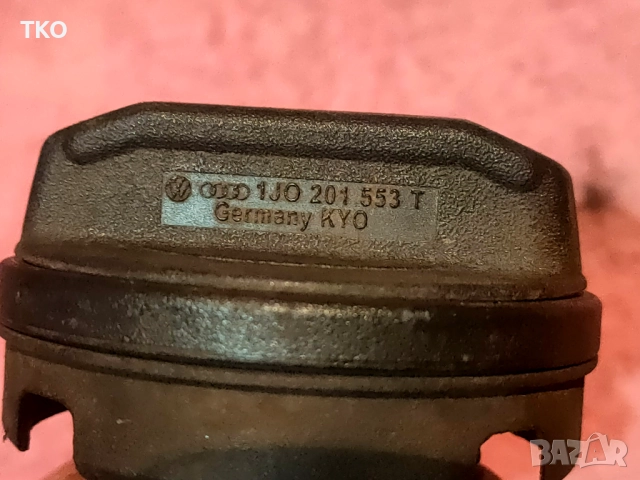 TKO
1J0 201 553 T
Germany KYO
BAZAR